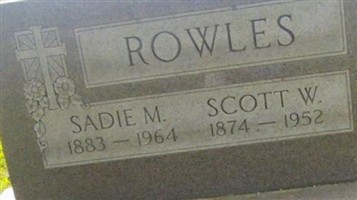 ROWLES
SADIE M. SCOTT W.
1883 – 1964 1874 – 1952